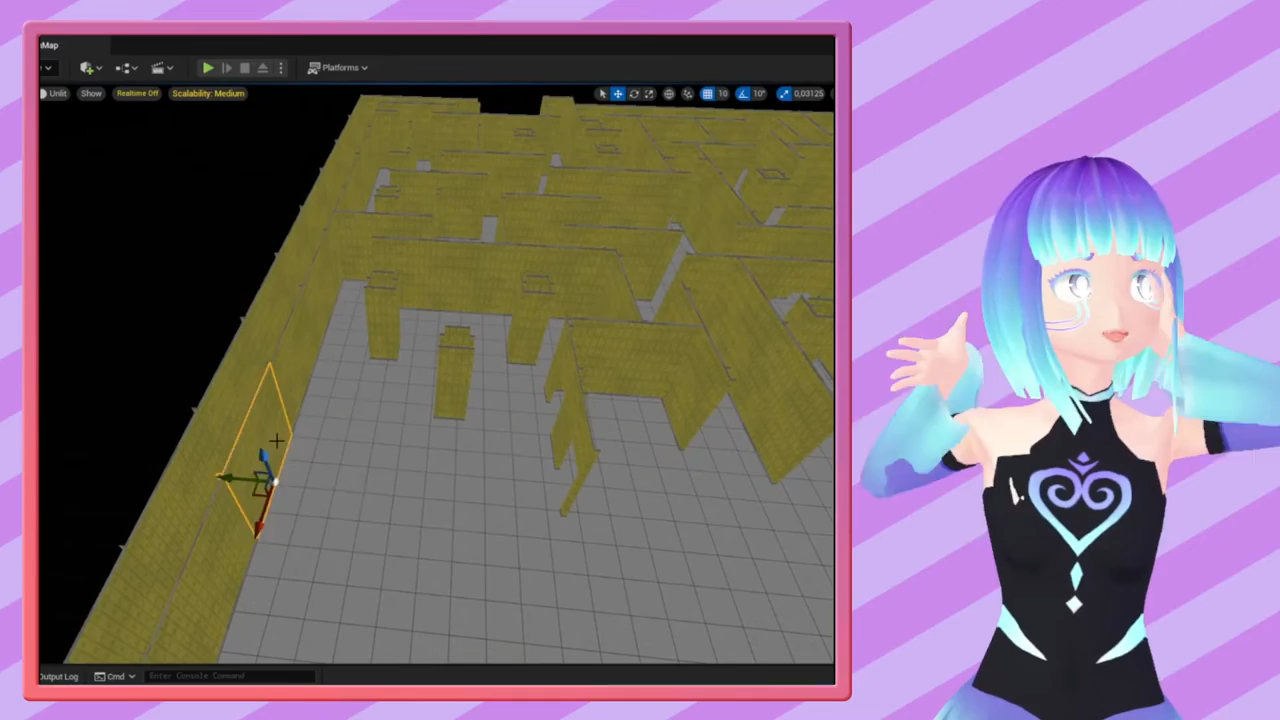 Map
Platforms
Unlit Show Realtime Off Scalability: Medium 10 10° 0,03125
Output Log Cmd Enter Console Command